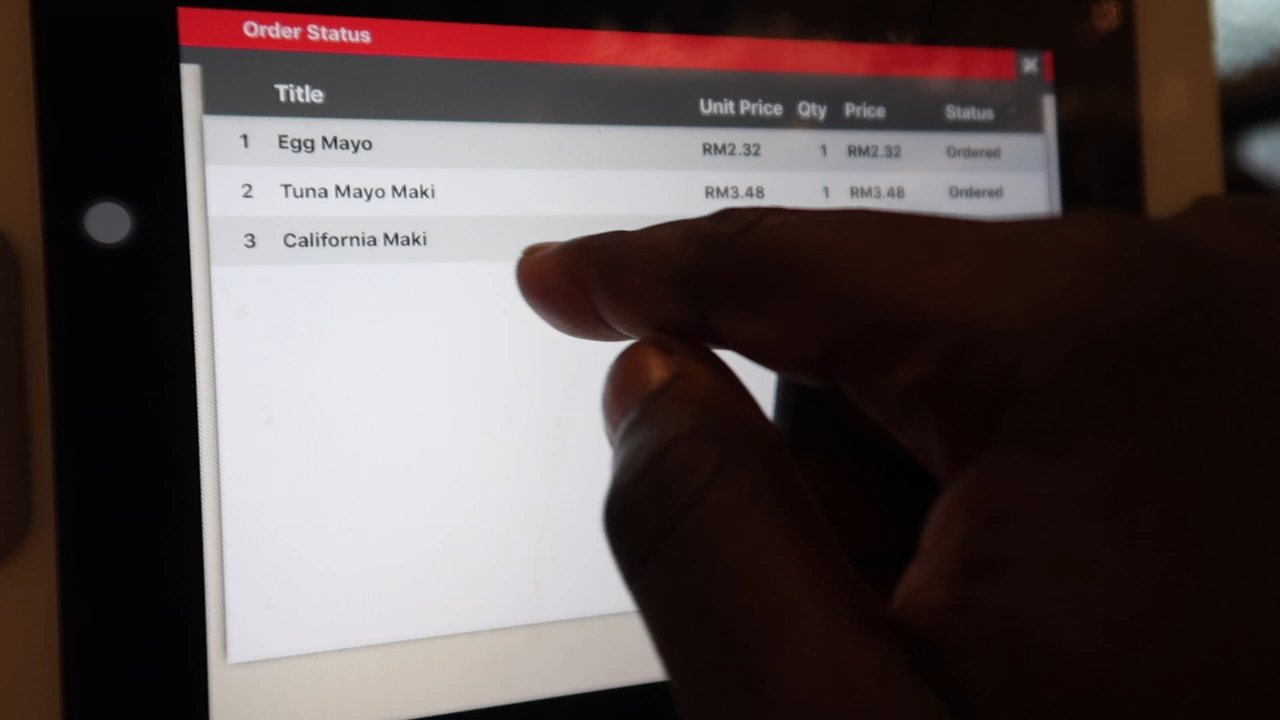 Order Status
Title Unit Price Qty Price Status
1 Egg Mayo RM2.32 1 RM2.32 Ordered
2 Tuna Mayo Maki RM3.48 1 RM3.48 Ordered
3 California Maki